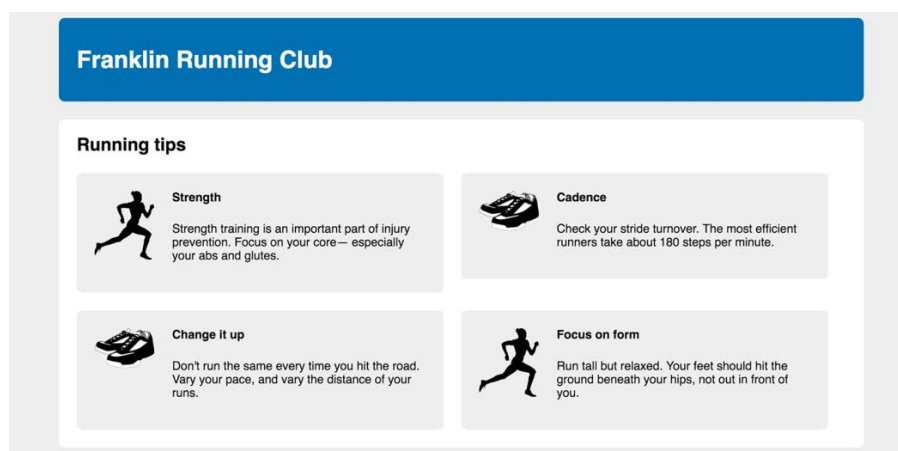 Franklin Running Club
Running tips
Strength
Strength training is an important part of injury
prevention. Focus on your core— especially
your abs and glutes.
Cadence
Check your stride turnover. The most efficient
runners take about 180 steps per minute.
Change it up
Don't run the same every time you hit the road.
Vary your pace, and vary the distance of your
runs.
Focus on form
Run tall but relaxed. Your feet should hit the
ground beneath your hips, not out in front of
you.